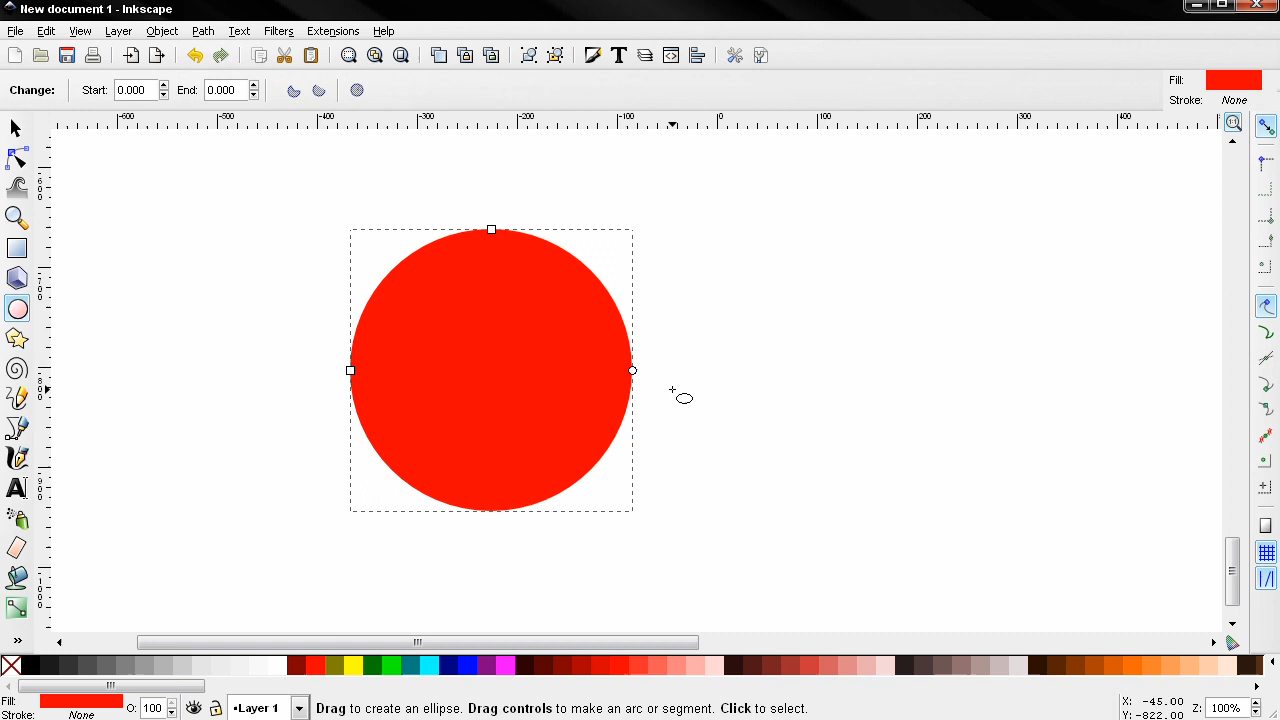 New document 1 - Inkscape
File Edit View Layer Object Path Text Filters Extensions Help
Change: Start: 0.000 End: 0.000
Fill:
Stroke: None
-600 -500 -400 -300 -200 -100 0 100 200 300 400
Fill:
Stroke: None
O: 100
•Layer 1
Drag to create an ellipse. Drag controls to make an arc or segment. Click to select.
X: -45.00
Y: -822.00
Z: 100%